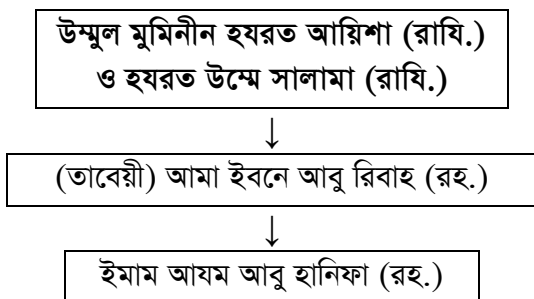 উম্মুল মুমিনীন হযরত আয়িশা (রাযি.)
ও হযরত উম্মে সালামা (রাযি.)
↓
(তাবেয়ী) আমা ইবনে আবু রিবাহ (রহ.)
↓
ইমাম আযম আবু হানিফা (রহ.)